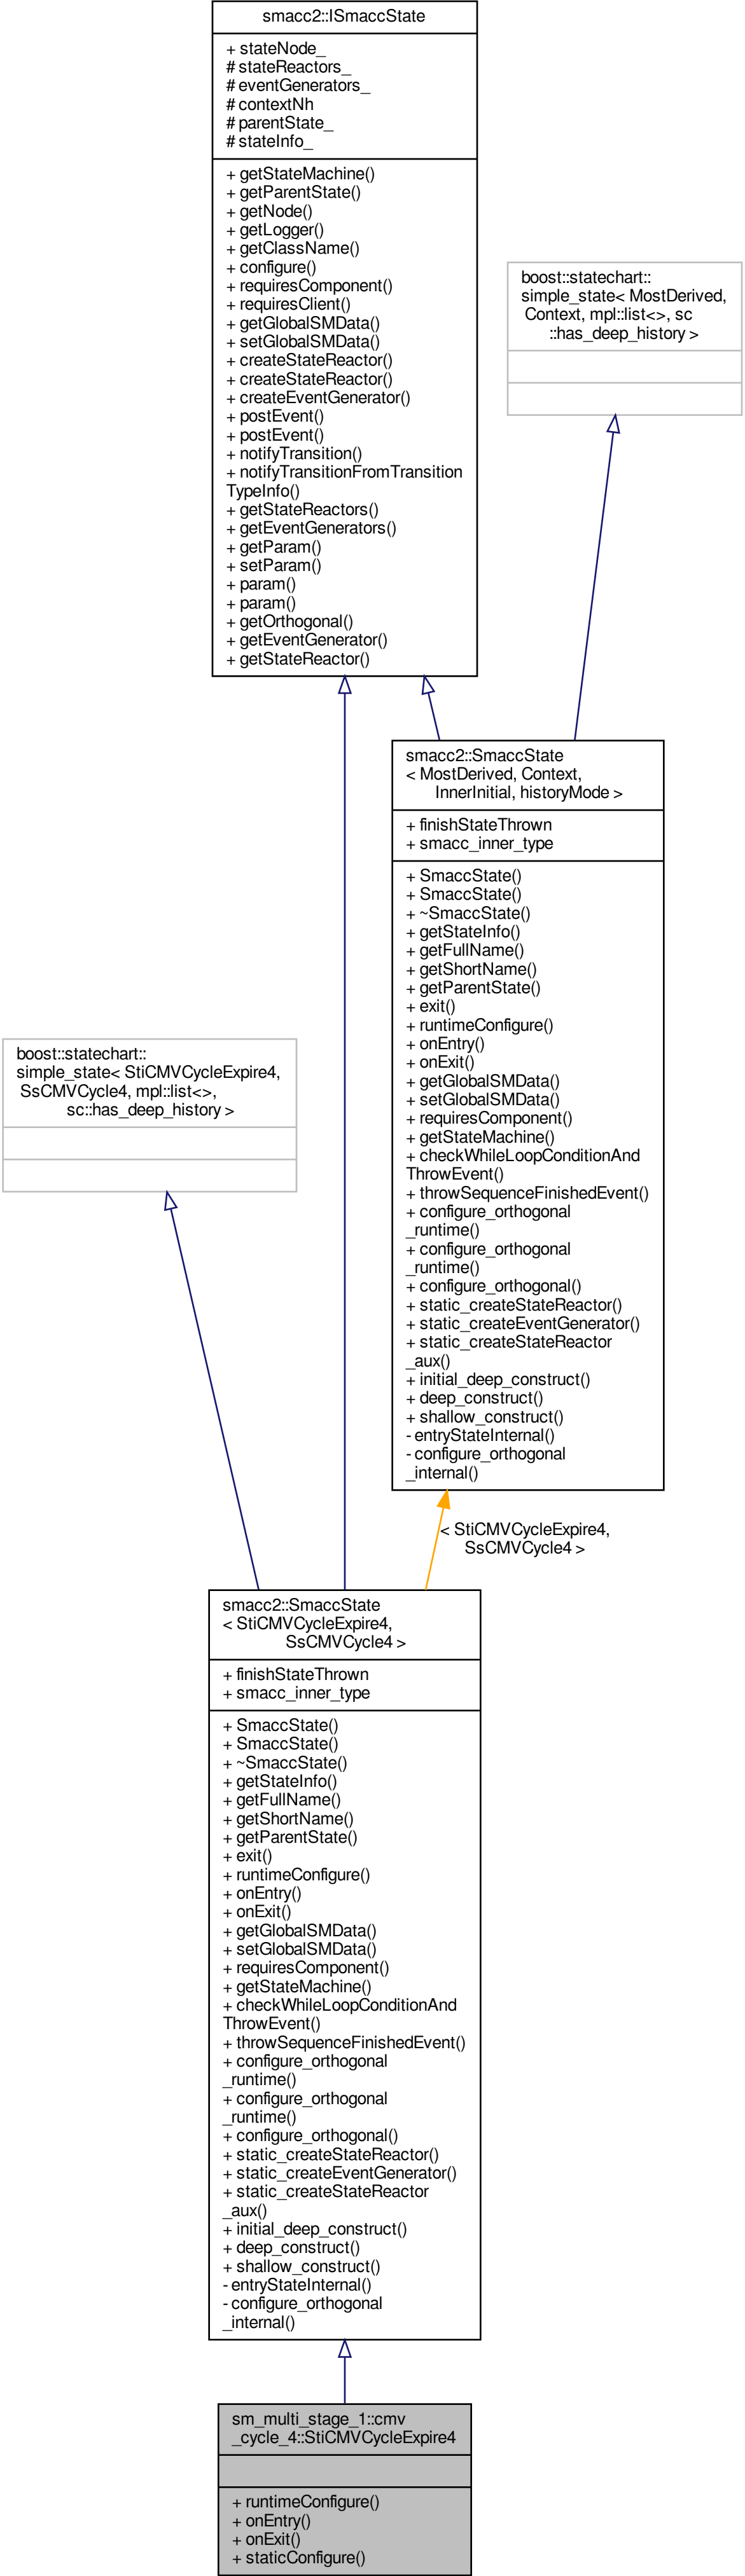 smacc2::ISmaccState
+ stateNode_
# stateReactors_
# eventGenerators_
# contextNh
# parentState_
# stateInfo_
+ getStateMachine()
+ getParentState()
+ getNode()
+ getLogger()
+ getClassName()
+ configure()
+ requiresComponent()
+ requiresClient()
+ getGlobalSMData()
+ setGlobalSMData()
+ createStateReactor()
+ createStateReactor()
+ createEventGenerator()
+ postEvent()
+ postEvent()
+ notifyTransition()
+ notifyTransitionFromTransition
TypeInfo()
+ getStateReactors()
+ getEventGenerators()
+ getParam()
+ setParam()
+ param()
+ param()
+ getOrthogonal()
+ getEventGenerator()
+ getStateReactor()
boost::statechart::
simple_state< MostDerived,
Context, mpl::list<>, sc
::has_deep_history >
smacc2::SmaccState
< MostDerived, Context,
InnerInitial, historyMode >
+ finishStateThrown
+ smacc_inner_type
+ SmaccState()
+ SmaccState()
+ ~SmaccState()
+ getStateInfo()
+ getFullName()
+ getShortName()
+ getParentState()
+ exit()
+ runtimeConfigure()
+ onEntry()
+ onExit()
+ getGlobalSMData()
+ setGlobalSMData()
+ requiresComponent()
+ getStateMachine()
+ checkWhileLoopConditionAnd
ThrowEvent()
+ throwSequenceFinishedEvent()
+ configure_orthogonal
_runtime()
+ configure_orthogonal
_runtime()
+ configure_orthogonal()
+ static_createStateReactor()
+ static_createEventGenerator()
+ static_createStateReactor
_aux()
+ initial_deep_construct()
+ deep_construct()
+ shallow_construct()
- entryStateInternal()
- configure_orthogonal
_internal()
boost::statechart::
simple_state< StiCMVCycleExpire4,
SsCMVCycle4, mpl::list<>,
sc::has_deep_history >
< StiCMVCycleExpire4,
SsCMVCycle4 >
smacc2::SmaccState
< StiCMVCycleExpire4,
SsCMVCycle4 >
+ finishStateThrown
+ smacc_inner_type
+ SmaccState()
+ SmaccState()
+ ~SmaccState()
+ getStateInfo()
+ getFullName()
+ getShortName()
+ getParentState()
+ exit()
+ runtimeConfigure()
+ onEntry()
+ onExit()
+ getGlobalSMData()
+ setGlobalSMData()
+ requiresComponent()
+ getStateMachine()
+ checkWhileLoopConditionAnd
ThrowEvent()
+ throwSequenceFinishedEvent()
+ configure_orthogonal
_runtime()
+ configure_orthogonal
_runtime()
+ configure_orthogonal()
+ static_createStateReactor()
+ static_createEventGenerator()
+ static_createStateReactor
_aux()
+ initial_deep_construct()
+ deep_construct()
+ shallow_construct()
- entryStateInternal()
- configure_orthogonal
_internal()
sm_multi_stage_1::cmv
_cycle_4::StiCMVCycleExpire4
+ runtimeConfigure()
+ onEntry()
+ onExit()
+ staticConfigure()